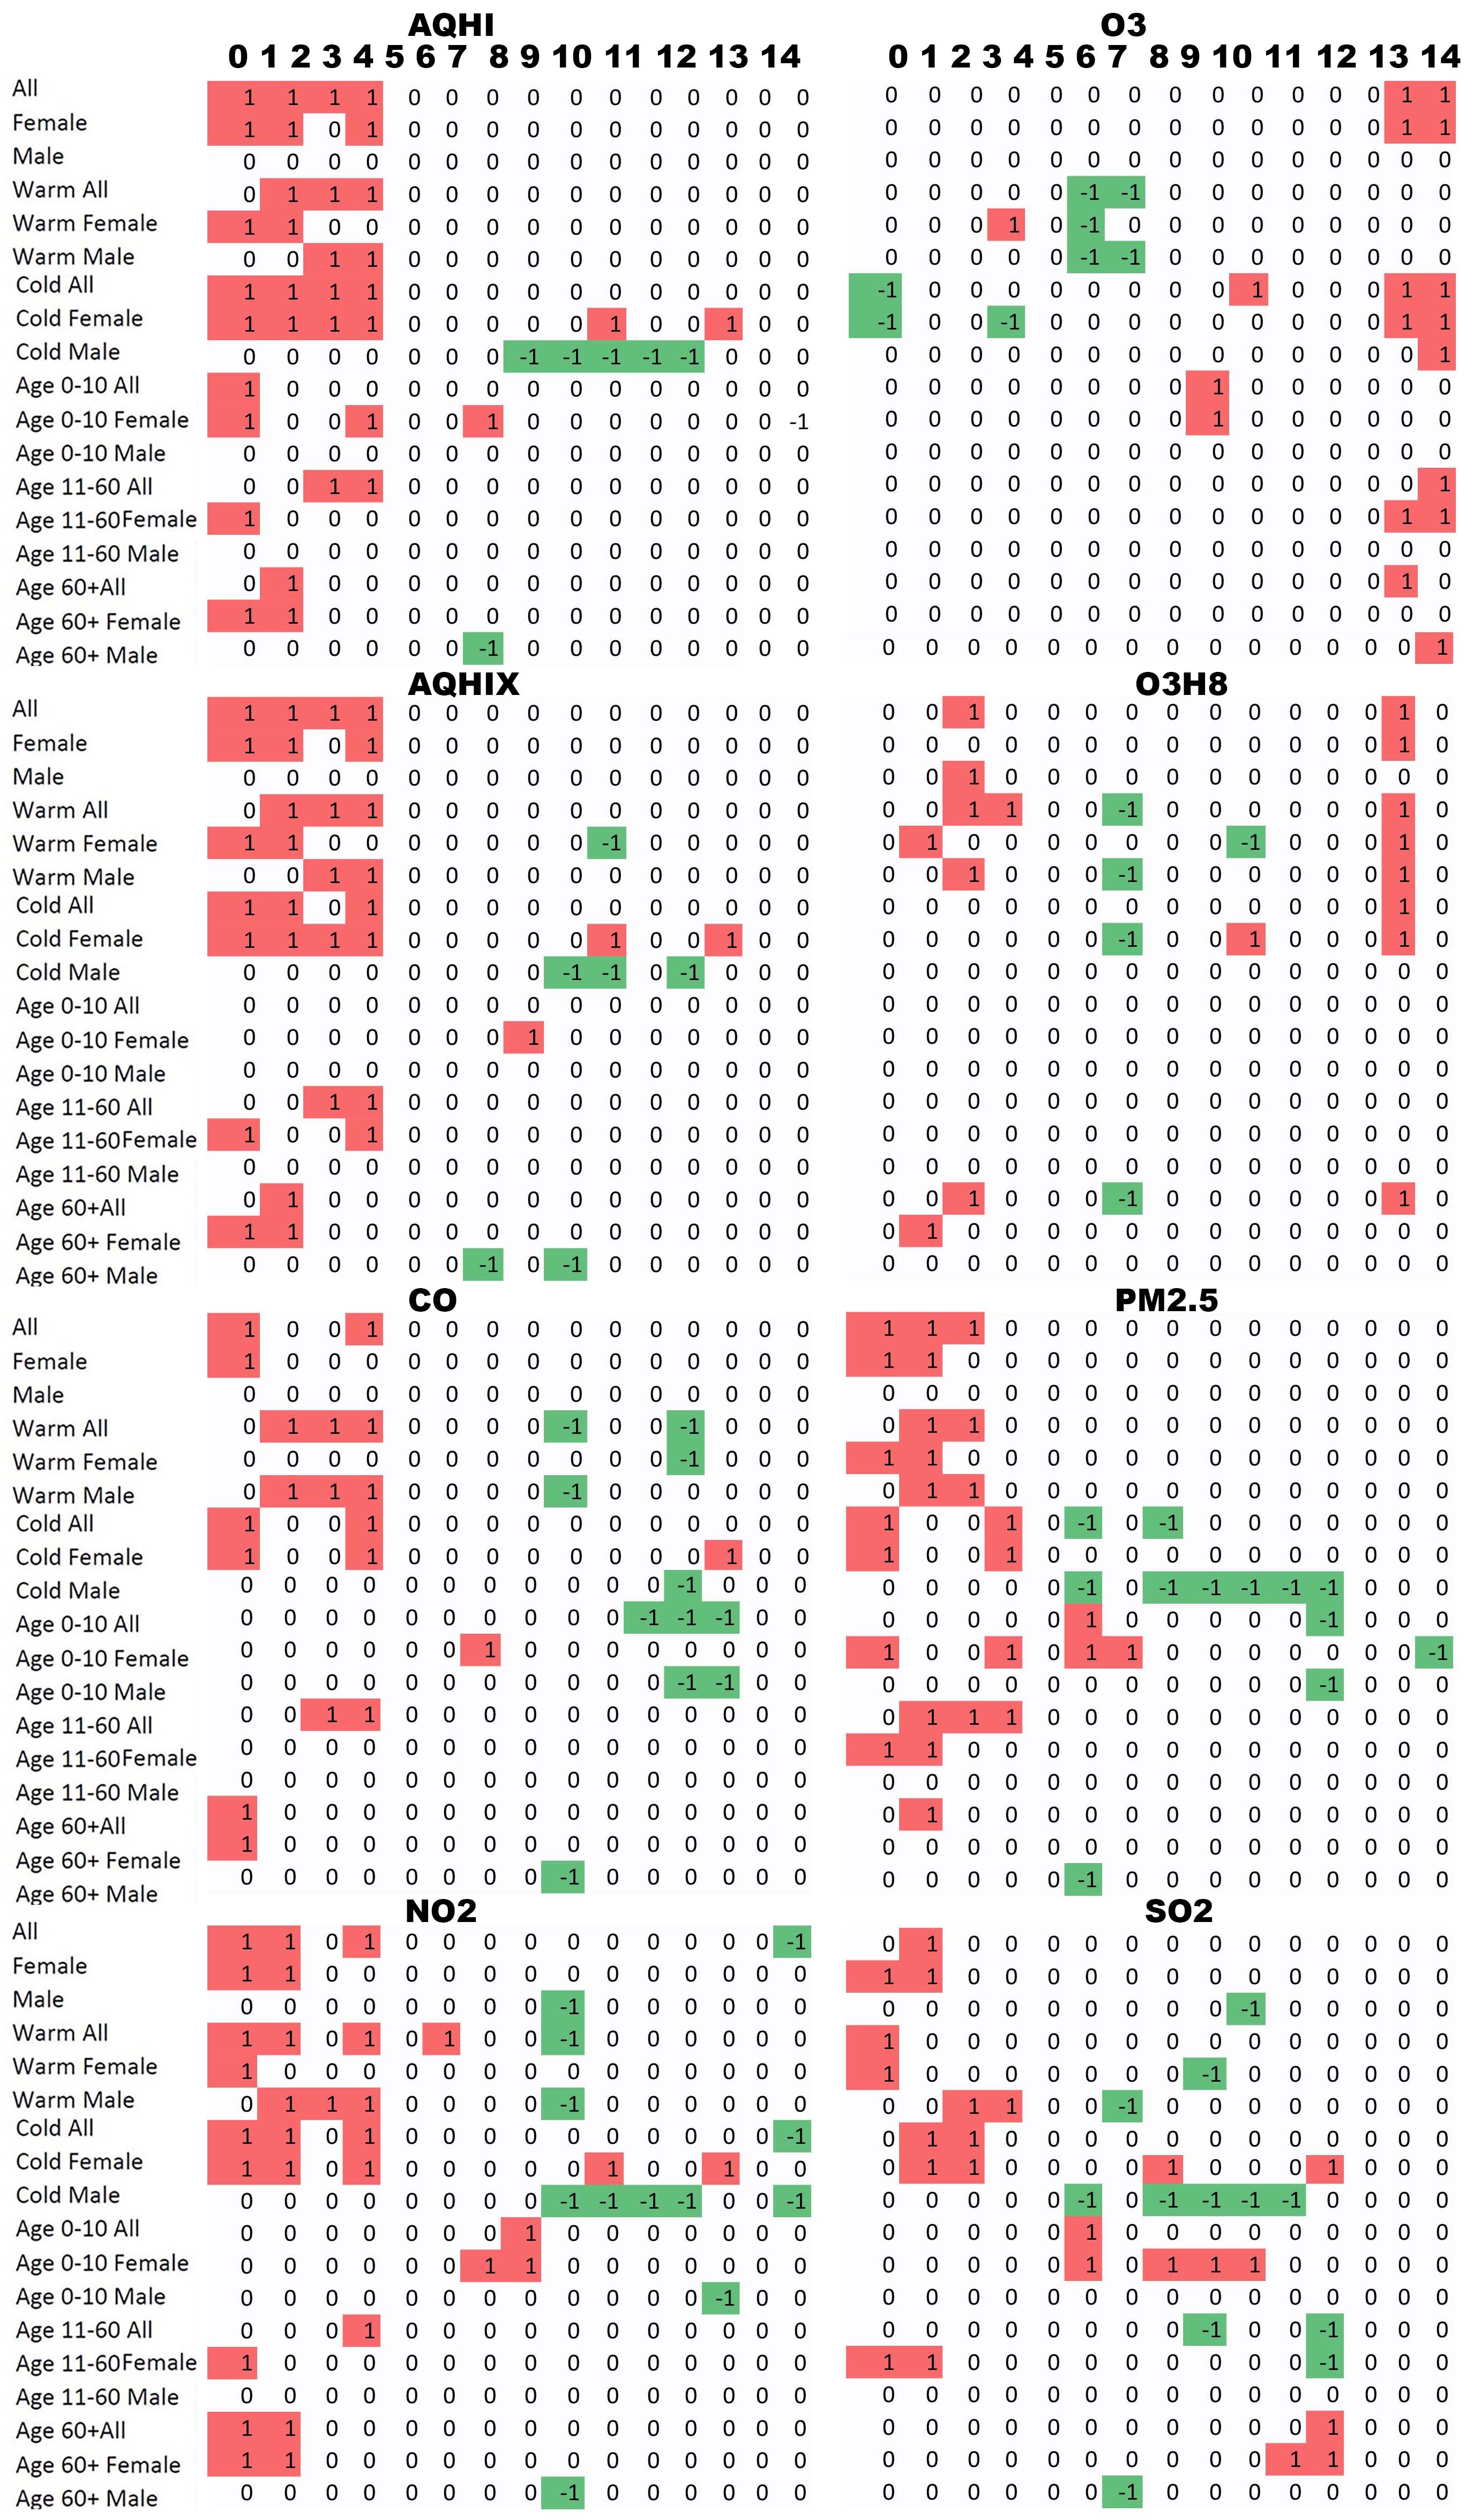 AQHI O3
0 1 2 3 4 5 6 7 8 9 10 11 12 13 14 0 1 2 3 4 5 6 7 8 9 10 11 12 13 14
All 1 1 1 1 0 0 0 0 0 0 0 0 0 0 0 0 0 0 0 0 0 0 0 0 0 0 0 0 1 1
Female 1 1 0 1 0 0 0 0 0 0 0 0 0 0 0 0 0 0 0 0 0 0 0 0 0 0 0 0 1 1
Male 0 0 0 0 0 0 0 0 0 0 0 0 0 0 0 0 0 0 0 0 0 0 0 0 0 0 0 0 0 0
Warm All 0 1 1 1 0 0 0 0 0 0 0 0 0 0 0 0 0 0 0 0 -1 -1 0 0 0 0 0 0 0 0
Warm Female 1 1 0 0 0 0 0 0 0 0 0 0 0 0 0 0 0 0 1 0 -1 0 0 0 0 0 0 0 0 0
Warm Male 0 0 1 1 0 0 0 0 0 0 0 0 0 0 0 0 0 0 0 0 -1 -1 0 0 0 0 0 0 0 0
Cold All 1 1 1 1 0 0 0 0 0 0 0 0 0 0 0 -1 0 0 0 0 0 0 0 0 1 0 0 0 1 1
Cold Female 1 1 1 1 0 0 0 0 0 1 0 0 1 0 0 -1 0 0 -1 0 0 0 0 0 0 0 0 0 1 1
Cold Male 0 0 0 0 0 0 0 -1 -1 -1 -1 -1 0 0 0 0 0 0 0 0 0 0 0 0 0 0 0 0 0 1
Age 0-10 All 1 0 0 0 0 0 0 0 0 0 0 0 0 0 0 0 0 0 0 0 0 0 0 1 0 0 0 0 0 0
Age 0-10 Female 1 0 0 1 0 0 1 0 0 0 0 0 0 0 -1 0 0 0 0 0 0 0 0 1 0 0 0 0 0 0
Age 0-10 Male 0 0 0 0 0 0 0 0 0 0 0 0 0 0 0 0 0 0 0 0 0 0 0 0 0 0 0 0 0 0
Age 11-60 All 0 0 1 1 0 0 0 0 0 0 0 0 0 0 0 0 0 0 0 0 0 0 0 0 0 0 0 0 0 1
Age 11-60Female 1 0 0 0 0 0 0 0 0 0 0 0 0 0 0 0 0 0 0 0 0 0 0 0 0 0 0 0 1 1
Age 11-60 Male 0 0 0 0 0 0 0 0 0 0 0 0 0 0 0 0 0 0 0 0 0 0 0 0 0 0 0 0 0 0
Age 60+All 0 1 0 0 0 0 0 0 0 0 0 0 0 0 0 0 0 0 0 0 0 0 0 0 0 0 0 0 1 0
Age 60+ Female 1 1 0 0 0 0 0 0 0 0 0 0 0 0 0 0 0 0 0 0 0 0 0 0 0 0 0 0 0 0
Age 60+ Male 0 0 0 0 0 0 -1 0 0 0 0 0 0 0 0 0 0 0 0 0 0 0 0 0 0 0 0 0 0 1
AQHIX O3H8
All 1 1 1 1 0 0 0 0 0 0 0 0 0 0 0 0 0 1 0 0 0 0 0 0 0 0 0 0 1 0
Female 1 1 0 1 0 0 0 0 0 0 0 0 0 0 0 0 0 0 0 0 0 0 0 0 0 0 0 0 1 0
Male 0 0 0 0 0 0 0 0 0 0 0 0 0 0 0 0 0 1 0 0 0 0 0 0 0 0 0 0 0 0
Warm All 0 1 1 1 0 0 0 0 0 0 0 0 0 0 0 0 0 1 1 0 0 -1 0 0 0 0 0 0 1 0
Warm Female 1 1 0 0 0 0 0 0 0 -1 0 0 0 0 0 0 1 0 0 0 0 0 0 0 -1 0 0 0 1 0
Warm Male 0 0 1 1 0 0 0 0 0 0 0 0 0 0 0 0 0 1 0 0 0 -1 0 0 0 0 0 0 1 0
Cold All 1 1 0 1 0 0 0 0 0 0 0 0 0 0 0 0 0 0 0 0 0 0 0 0 0 0 0 0 1 0
Cold Female 1 1 1 1 0 0 0 0 0 1 0 0 1 0 0 0 0 0 0 0 0 -1 0 0 1 0 0 0 1 0
Cold Male 0 0 0 0 0 0 0 0 -1 -1 0 -1 0 0 0 0 0 0 0 0 0 0 0 0 0 0 0 0 0 0
Age 0-10 All 0 0 0 0 0 0 0 0 0 0 0 0 0 0 0 0 0 0 0 0 0 0 0 0 0 0 0 0 0 0
Age 0-10 Female 0 0 0 0 0 0 0 1 0 0 0 0 0 0 0 0 0 0 0 0 0 0 0 0 0 0 0 0 0 0
Age 0-10 Male 0 0 0 0 0 0 0 0 0 0 0 0 0 0 0 0 0 0 0 0 0 0 0 0 0 0 0 0 0 0
Age 11-60 All 0 0 1 1 0 0 0 0 0 0 0 0 0 0 0 0 0 0 0 0 0 0 0 0 0 0 0 0 0 0
Age 11-60Female 1 0 0 1 0 0 0 0 0 0 0 0 0 0 0 0 0 0 0 0 0 0 0 0 0 0 0 0 0 0
Age 11-60 Male 0 0 0 0 0 0 0 0 0 0 0 0 0 0 0 0 0 0 0 0 0 0 0 0 0 0 0 0 0 0
Age 60+All 0 1 0 0 0 0 0 0 0 0 0 0 0 0 0 0 0 1 0 0 0 -1 0 0 0 0 0 0 1 0
Age 60+ Female 1 1 0 0 0 0 0 0 0 0 0 0 0 0 0 0 1 0 0 0 0 0 0 0 0 0 0 0 0 0
Age 60+ Male 0 0 0 0 0 0 -1 0 -1 0 0 0 0 0 0 0 0 0 0 0 0 0 0 0 0 0 0 0 0 0
CO PM2.5
All 1 0 0 1 0 0 0 0 0 0 0 0 0 0 0 1 1 1 0 0 0 0 0 0 0 0 0 0 0 0
Female 1 0 0 0 0 0 0 0 0 0 0 0 0 0 0 1 1 0 0 0 0 0 0 0 0 0 0 0 0 0
Male 0 0 0 0 0 0 0 0 0 0 0 0 0 0 0 0 0 0 0 0 0 0 0 0 0 0 0 0 0 0
Warm All 0 1 1 1 0 0 0 0 -1 0 0 -1 0 0 0 0 1 1 0 0 0 0 0 0 0 0 0 0 0 0
Warm Female 0 0 0 0 0 0 0 0 0 0 0 -1 0 0 0 1 1 0 0 0 0 0 0 0 0 0 0 0 0 0
Warm Male 0 1 1 1 0 0 0 0 -1 0 0 0 0 0 0 0 1 1 0 0 0 0 0 0 0 0 0 0 0 0
Cold All 1 0 0 1 0 0 0 0 0 0 0 0 0 0 0 1 0 0 1 0 -1 0 -1 0 0 0 0 0 0 0
Cold Female 1 0 0 1 0 0 0 0 0 0 0 0 1 0 0 1 0 0 1 0 0 0 0 0 0 0 0 0 0 0
Cold Male 0 0 0 0 0 0 0 0 0 0 0 -1 0 0 0 0 0 0 0 0 -1 0 -1 -1 -1 -1 -1 0 0 0
Age 0-10 All 0 0 0 0 0 0 0 0 0 0 -1 -1 -1 0 0 0 0 0 0 0 1 0 0 0 0 0 -1 0 0 0
Age 0-10 Female 0 0 0 0 0 0 1 0 0 0 0 0 0 0 0 1 0 0 1 0 1 1 0 0 0 0 0 0 0 -1
Age 0-10 Male 0 0 0 0 0 0 0 0 0 0 0 -1 -1 0 0 0 0 0 0 0 0 0 0 0 0 0 -1 0 0 0
Age 11-60 All 0 0 1 1 0 0 0 0 0 0 0 0 0 0 0 0 1 1 1 0 0 0 0 0 0 0 0 0 0 0
Age 11-60Female 0 0 0 0 0 0 0 0 0 0 0 0 0 0 0 1 1 0 0 0 0 0 0 0 0 0 0 0 0 0
Age 11-60 Male 0 0 0 0 0 0 0 0 0 0 0 0 0 0 0 0 0 0 0 0 0 0 0 0 0 0 0 0 0 0
Age 60+All 1 0 0 0 0 0 0 0 0 0 0 0 0 0 0 0 1 0 0 0 0 0 0 0 0 0 0 0 0 0
Age 60+ Female 1 0 0 0 0 0 0 0 0 0 0 0 0 0 0 0 0 0 0 0 0 0 0 0 0 0 0 0 0 0
Age 60+ Male 0 0 0 0 0 0 0 0 -1 0 0 0 0 0 0 0 0 0 0 0 -1 0 0 0 0 0 0 0 0 0
NO2 SO2
All 1 1 0 1 0 0 0 0 0 0 0 0 0 0 -1 0 1 0 0 0 0 0 0 0 0 0 0 0 0 0
Female 1 1 0 0 0 0 0 0 0 0 0 0 0 0 0 1 1 0 0 0 0 0 0 0 0 0 0 0 0 0
Male 0 0 0 0 0 0 0 0 -1 0 0 0 0 0 0 0 0 0 0 0 0 0 0 0 -1 0 0 0 0 0
Warm All 1 1 0 1 0 1 0 0 -1 0 0 0 0 0 0 1 0 0 0 0 0 0 0 0 0 0 0 0 0 0
Warm Female 1 0 0 0 0 0 0 0 0 0 0 0 0 0 0 1 0 0 0 0 0 0 0 -1 0 0 0 0 0 0
Warm Male 0 1 1 1 0 0 0 0 -1 0 0 0 0 0 0 0 0 1 1 0 0 -1 0 0 0 0 0 0 0 0
Cold All 1 1 0 1 0 0 0 0 0 0 0 0 0 0 -1 0 1 1 0 0 0 0 0 0 0 0 0 0 0 0
Cold Female 1 1 0 1 0 0 0 0 0 1 0 0 1 0 0 0 1 1 0 0 0 0 1 0 0 0 1 0 0 0
Cold Male 0 0 0 0 0 0 0 0 -1 -1 -1 -1 0 0 -1 0 0 0 0 0 -1 0 -1 -1 -1 -1 0 0 0 0
Age 0-10 All 0 0 0 0 0 0 0 1 0 0 0 0 0 0 0 0 0 0 0 0 1 0 0 0 0 0 0 0 0 0
Age 0-10 Female 0 0 0 0 0 0 1 1 0 0 0 0 0 0 0 0 0 0 0 0 1 0 1 1 1 0 0 0 0 0
Age 0-10 Male 0 0 0 0 0 0 0 0 0 0 0 0 -1 0 0 0 0 0 0 0 0 0 0 0 0 0 0 0 0 0
Age 11-60 All 0 0 0 1 0 0 0 0 0 0 0 0 0 0 0 0 0 0 0 0 0 0 0 -1 0 0 -1 0 0 0
Age 11-60Female 1 0 0 0 0 0 0 0 0 0 0 0 0 0 0 1 1 0 0 0 0 0 0 0 0 0 -1 0 0 0
Age 11-60 Male 0 0 0 0 0 0 0 0 0 0 0 0 0 0 0 0 0 0 0 0 0 0 0 0 0 0 0 0 0 0
Age 60+All 1 1 0 0 0 0 0 0 0 0 0 0 0 0 0 0 0 0 0 0 0 0 0 0 0 0 1 0 0 0
Age 60+ Female 1 1 0 0 0 0 0 0 0 0 0 0 0 0 0 0 0 0 0 0 0 0 0 0 0 1 1 0 0 0
Age 60+ Male 0 0 0 0 0 0 0 0 -1 0 0 0 0 0 0 0 0 0 0 0 0 -1 0 0 0 0 0 0 0 0